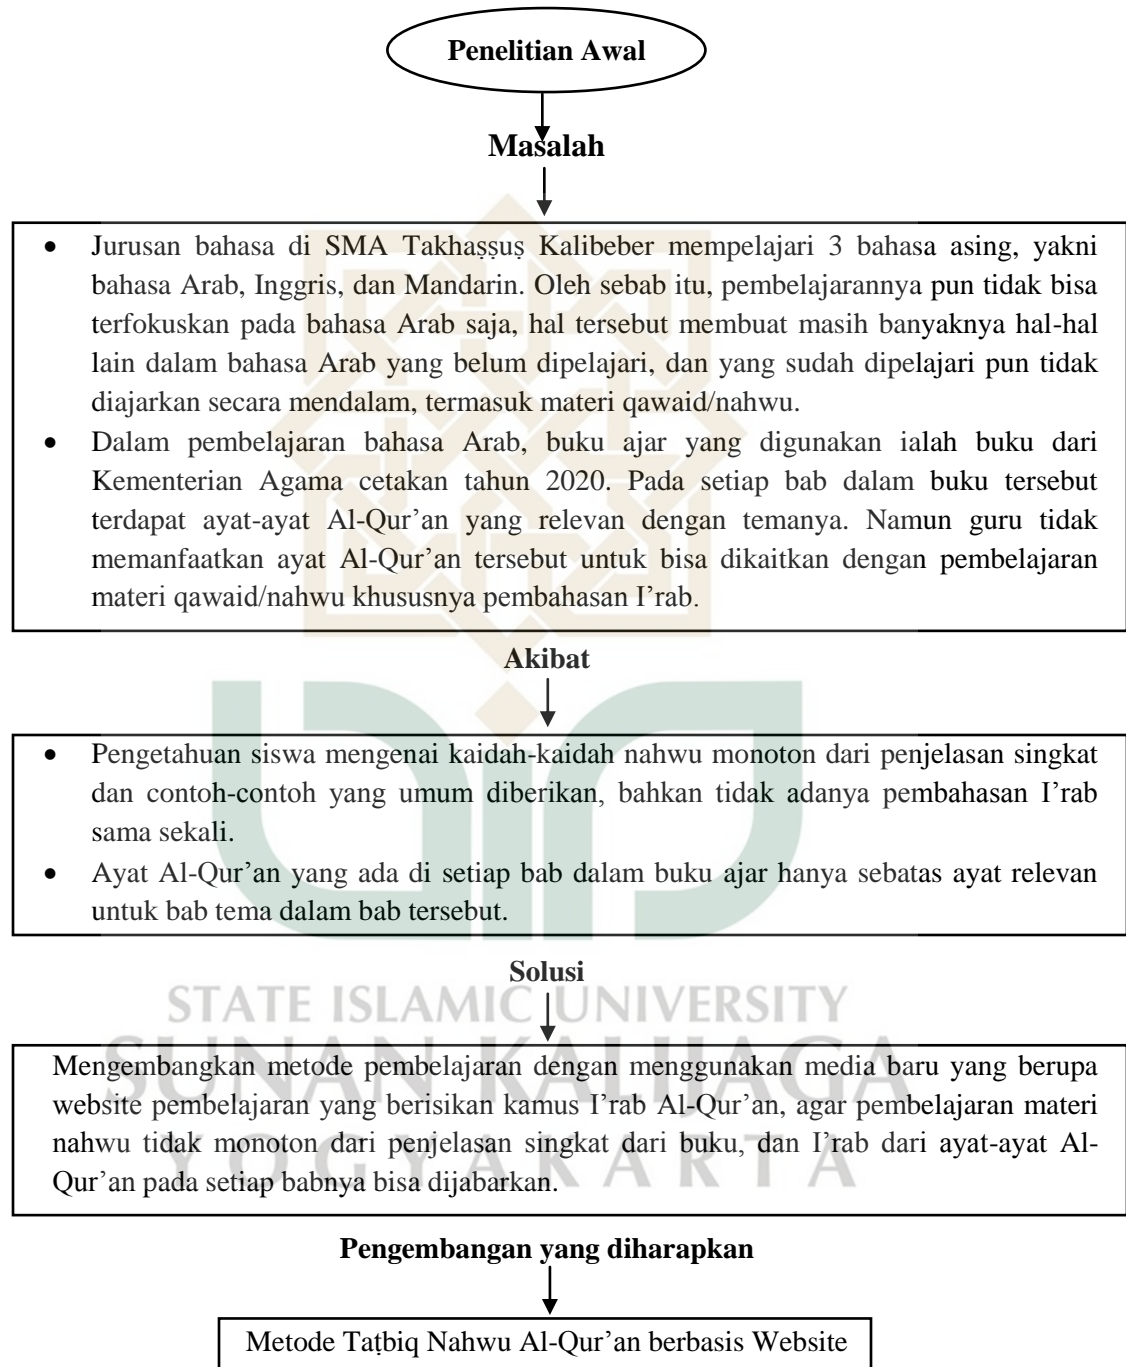 Penelitian Awal
Masalah
• Jurusan bahasa di SMA Takhaṣṣuṣ Kalibeber mempelajari 3 bahasa asing, yakni
bahasa Arab, Inggris, dan Mandarin. Oleh sebab itu, pembelajarannya pun tidak bisa
terfokuskan pada bahasa Arab saja, hal tersebut membuat masih banyaknya hal-hal
lain dalam bahasa Arab yang belum dipelajari, dan yang sudah dipelajari pun tidak
diajarkan secara mendalam, termasuk materi qawaid/nahwu.
• Dalam pembelajaran bahasa Arab, buku ajar yang digunakan ialah buku dari
Kementerian Agama cetakan tahun 2020. Pada setiap bab dalam buku tersebut
terdapat ayat-ayat Al-Qur’an yang relevan dengan temanya. Namun guru tidak
memanfaatkan ayat Al-Qur’an tersebut untuk bisa dikaitkan dengan pembelajaran
materi qawaid/nahwu khususnya pembahasan I’rab.
Akibat
• Pengetahuan siswa mengenai kaidah-kaidah nahwu monoton dari penjelasan singkat
dan contoh-contoh yang umum diberikan, bahkan tidak adanya pembahasan I’rab
sama sekali.
• Ayat Al-Qur’an yang ada di setiap bab dalam buku ajar hanya sebatas ayat relevan
untuk bab tema dalam bab tersebut.
Solusi
STATE ISLAMIC UNIVERSITY
SUNAN KALIJAGA
YOGYAKARTA
Mengembangkan metode pembelajaran dengan menggunakan media baru yang berupa
website pembelajaran yang berisikan kamus I’rab Al-Qur’an, agar pembelajaran materi
nahwu tidak monoton dari penjelasan singkat dari buku, dan I’rab dari ayat-ayat Al-
Qur’an pada setiap babnya bisa dijabarkan.
Pengembangan yang diharapkan
Metode Taṭbiq Nahwu Al-Qur’an berbasis Website